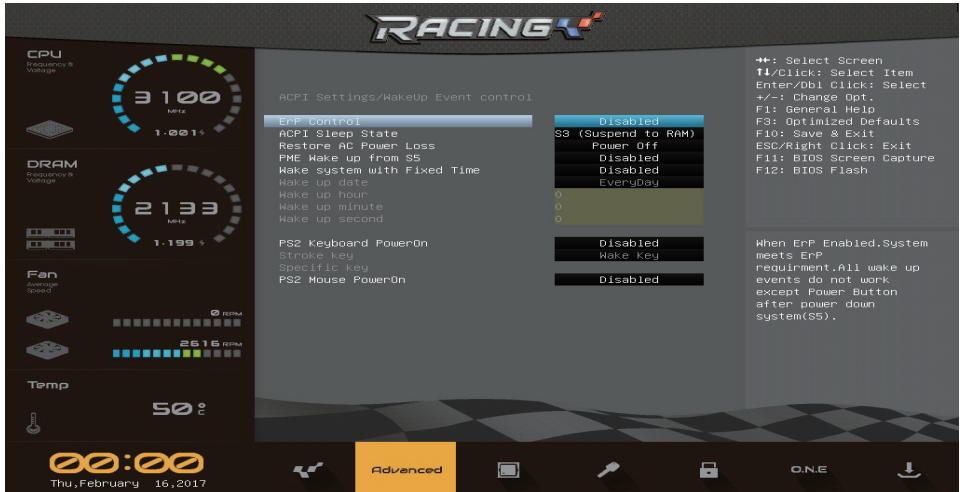 RACING
CPU
Frequency &
Voltage
3100
MHz
1.001
DRAM
Frequency &
Voltage
2133
MHz
1.199
Fan
Average
Speed
0 RPM
2616 RPM
Temp
50 °C
00:00
Thu,February 16,2017
ACPI Settings/WakeUp Event control
ErP Control Disabled
ACPI Sleep State S3 (Suspend to RAM)
Restore AC Power Loss Power Off
PME Wake up from S5 Disabled
Wake system with Fixed Time Disabled
Wake up date EveryDay
Wake up hour 0
Wake up minute 0
Wake up second 0
PS2 Keyboard PowerOn Disabled
Stroke key Wake Key
Specific key
PS2 Mouse PowerOn Disabled
→←: Select Screen
↑↓/Click: Select Item
Enter/Dbl Click: Select
+/-: Change Opt.
F1: General Help
F3: Optimized Defaults
F10: Save & Exit
ESC/Right Click: Exit
F11: BIOS Screen Capture
F12: BIOS Flash
When ErP Enabled.System
meets ErP
requirment.All wake up
events do not work
except Power Button
after power down
system(S5).
Advanced
O.N.E